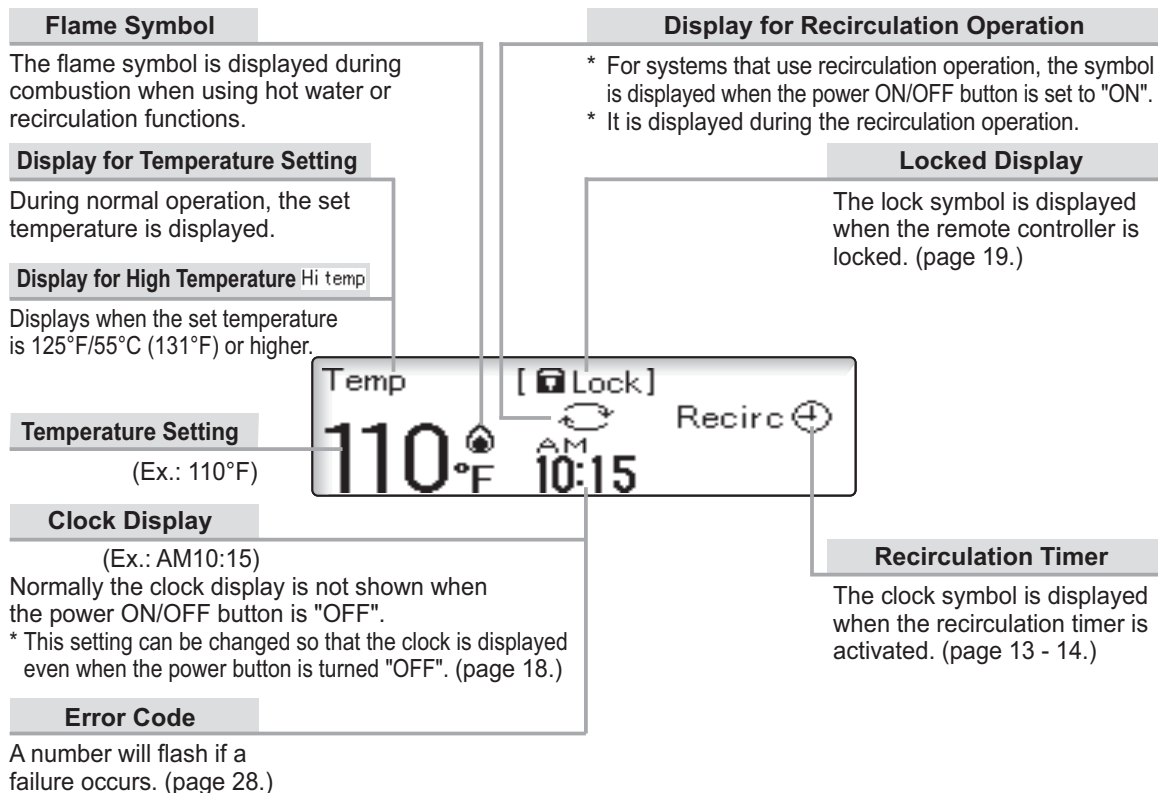 Flame Symbol
The flame symbol is displayed during
combustion when using hot water or
recirculation functions.
Display for Temperature Setting
During normal operation, the set
temperature is displayed.
Display for High Temperature Hi temp
Displays when the set temperature
is 125°F/55°C (131°F) or higher.
Temperature Setting
(Ex.: 110°F)
Clock Display
(Ex.: AM10:15)
Normally the clock display is not shown when
the power ON/OFF button is "OFF".
* This setting can be changed so that the clock is displayed
even when the power button is turned "OFF". (page 18.)
Error Code
A number will flash if a
failure occurs. (page 28.)
Display for Recirculation Operation
* For systems that use recirculation operation, the symbol
is displayed when the power ON/OFF button is set to "ON".
* It is displayed during the recirculation operation.
Locked Display
The lock symbol is displayed
when the remote controller is
locked. (page 19.)
Temp [ Lock]
Recirc
110°F AM
10:15
Recirculation Timer
The clock symbol is displayed
when the recirculation timer is
activated. (page 13 - 14.)